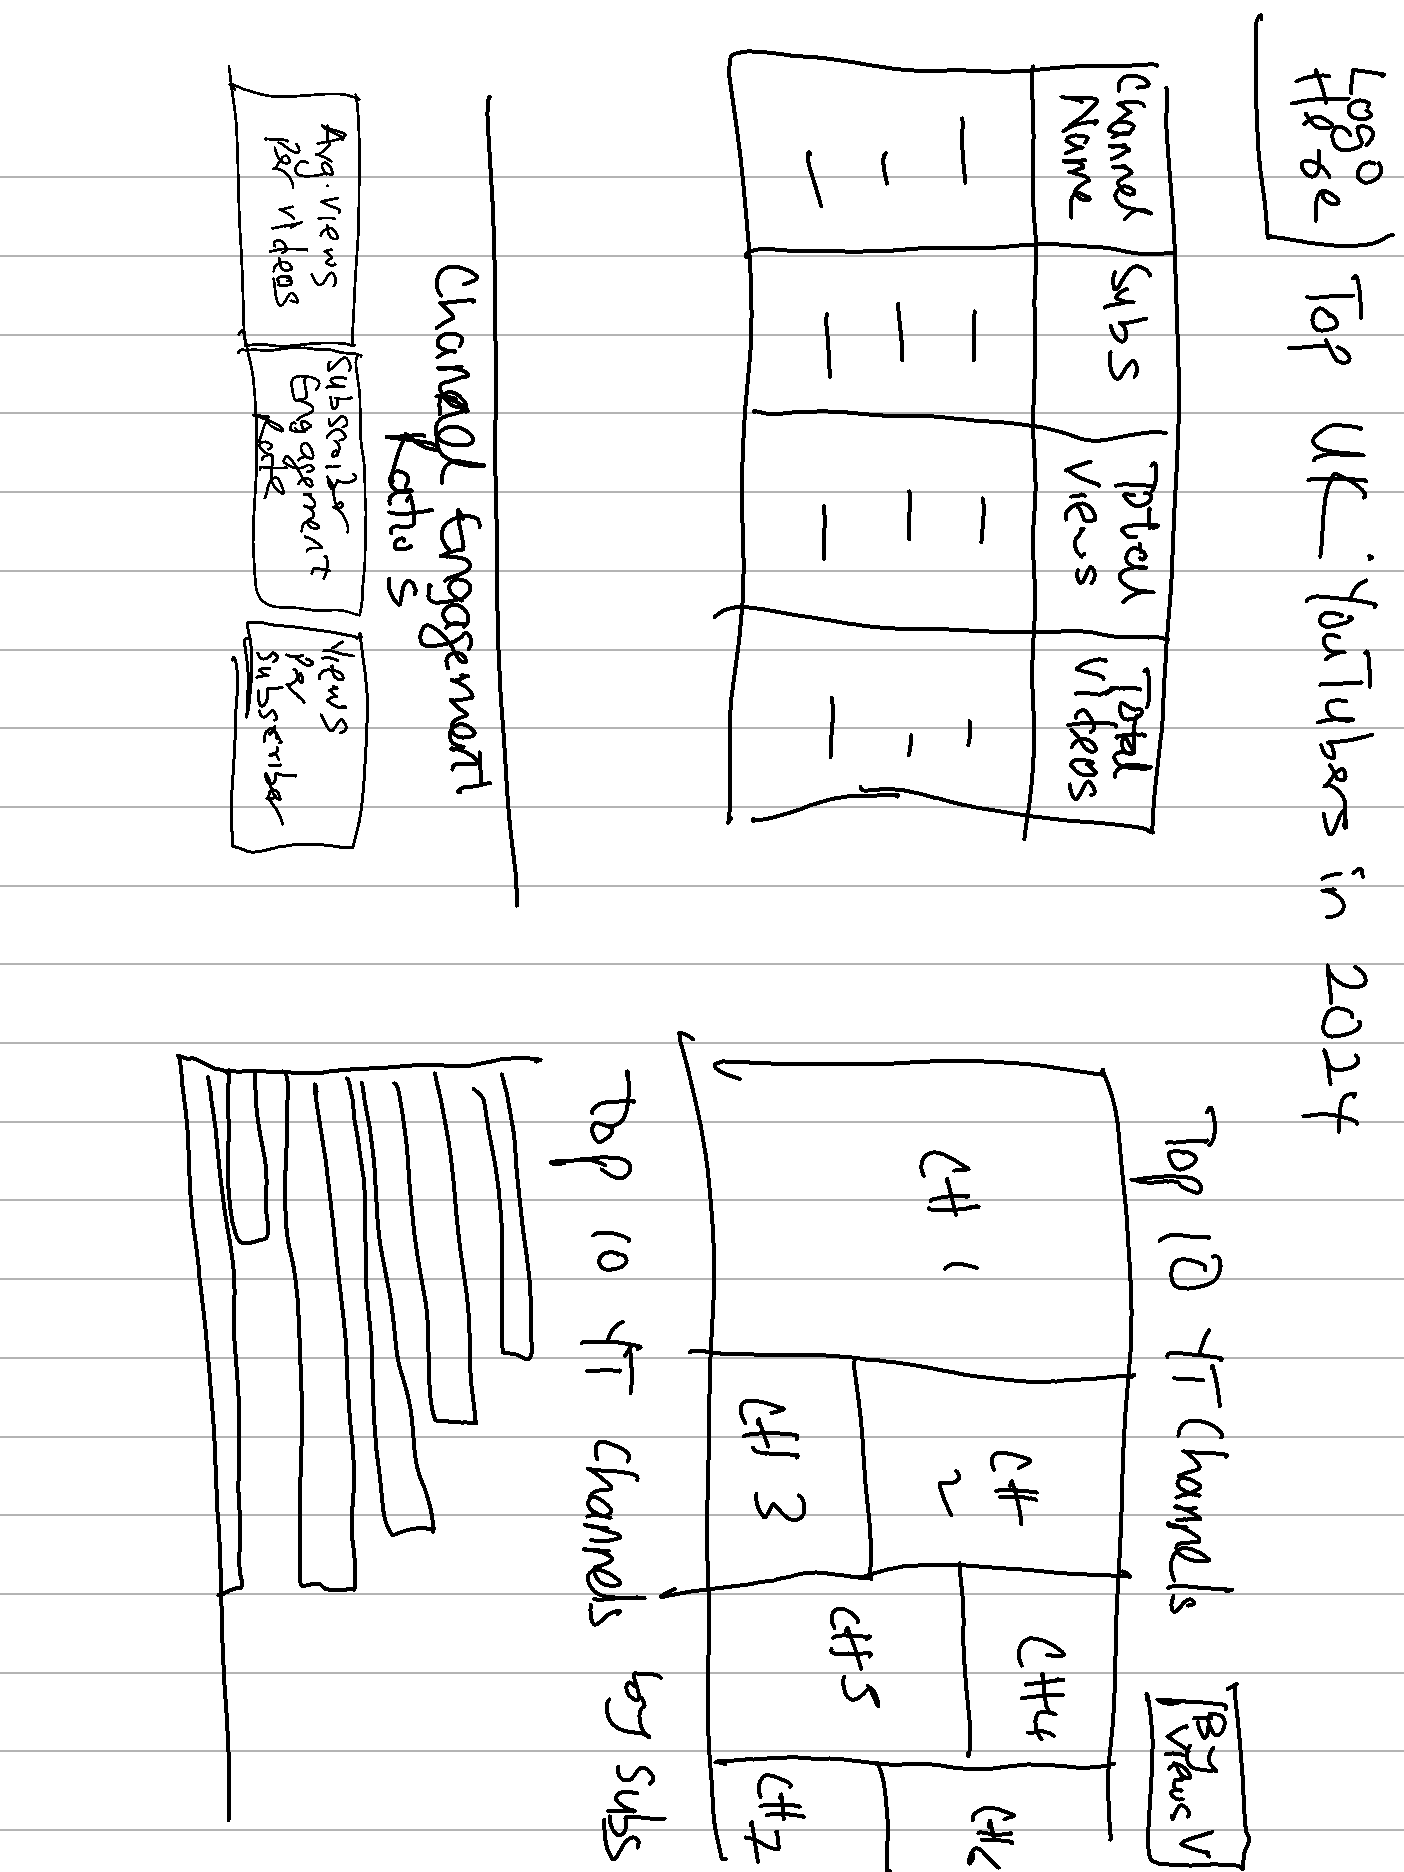 Logo
Here
Top UK YouTubers in 2024
Channel
Name
Subs
Total
Views
Total
Videos
Top 10 YT Channels
By
Views V
CH
1
CH
2
CH 3
CH4
CH5
CH6
CH7
Channel Engagement
Ratios
Avg. Views
per Videos
Subscriber
Engagement
Rate
Views
per
subscriber
Top 10 YT Channels by Subs